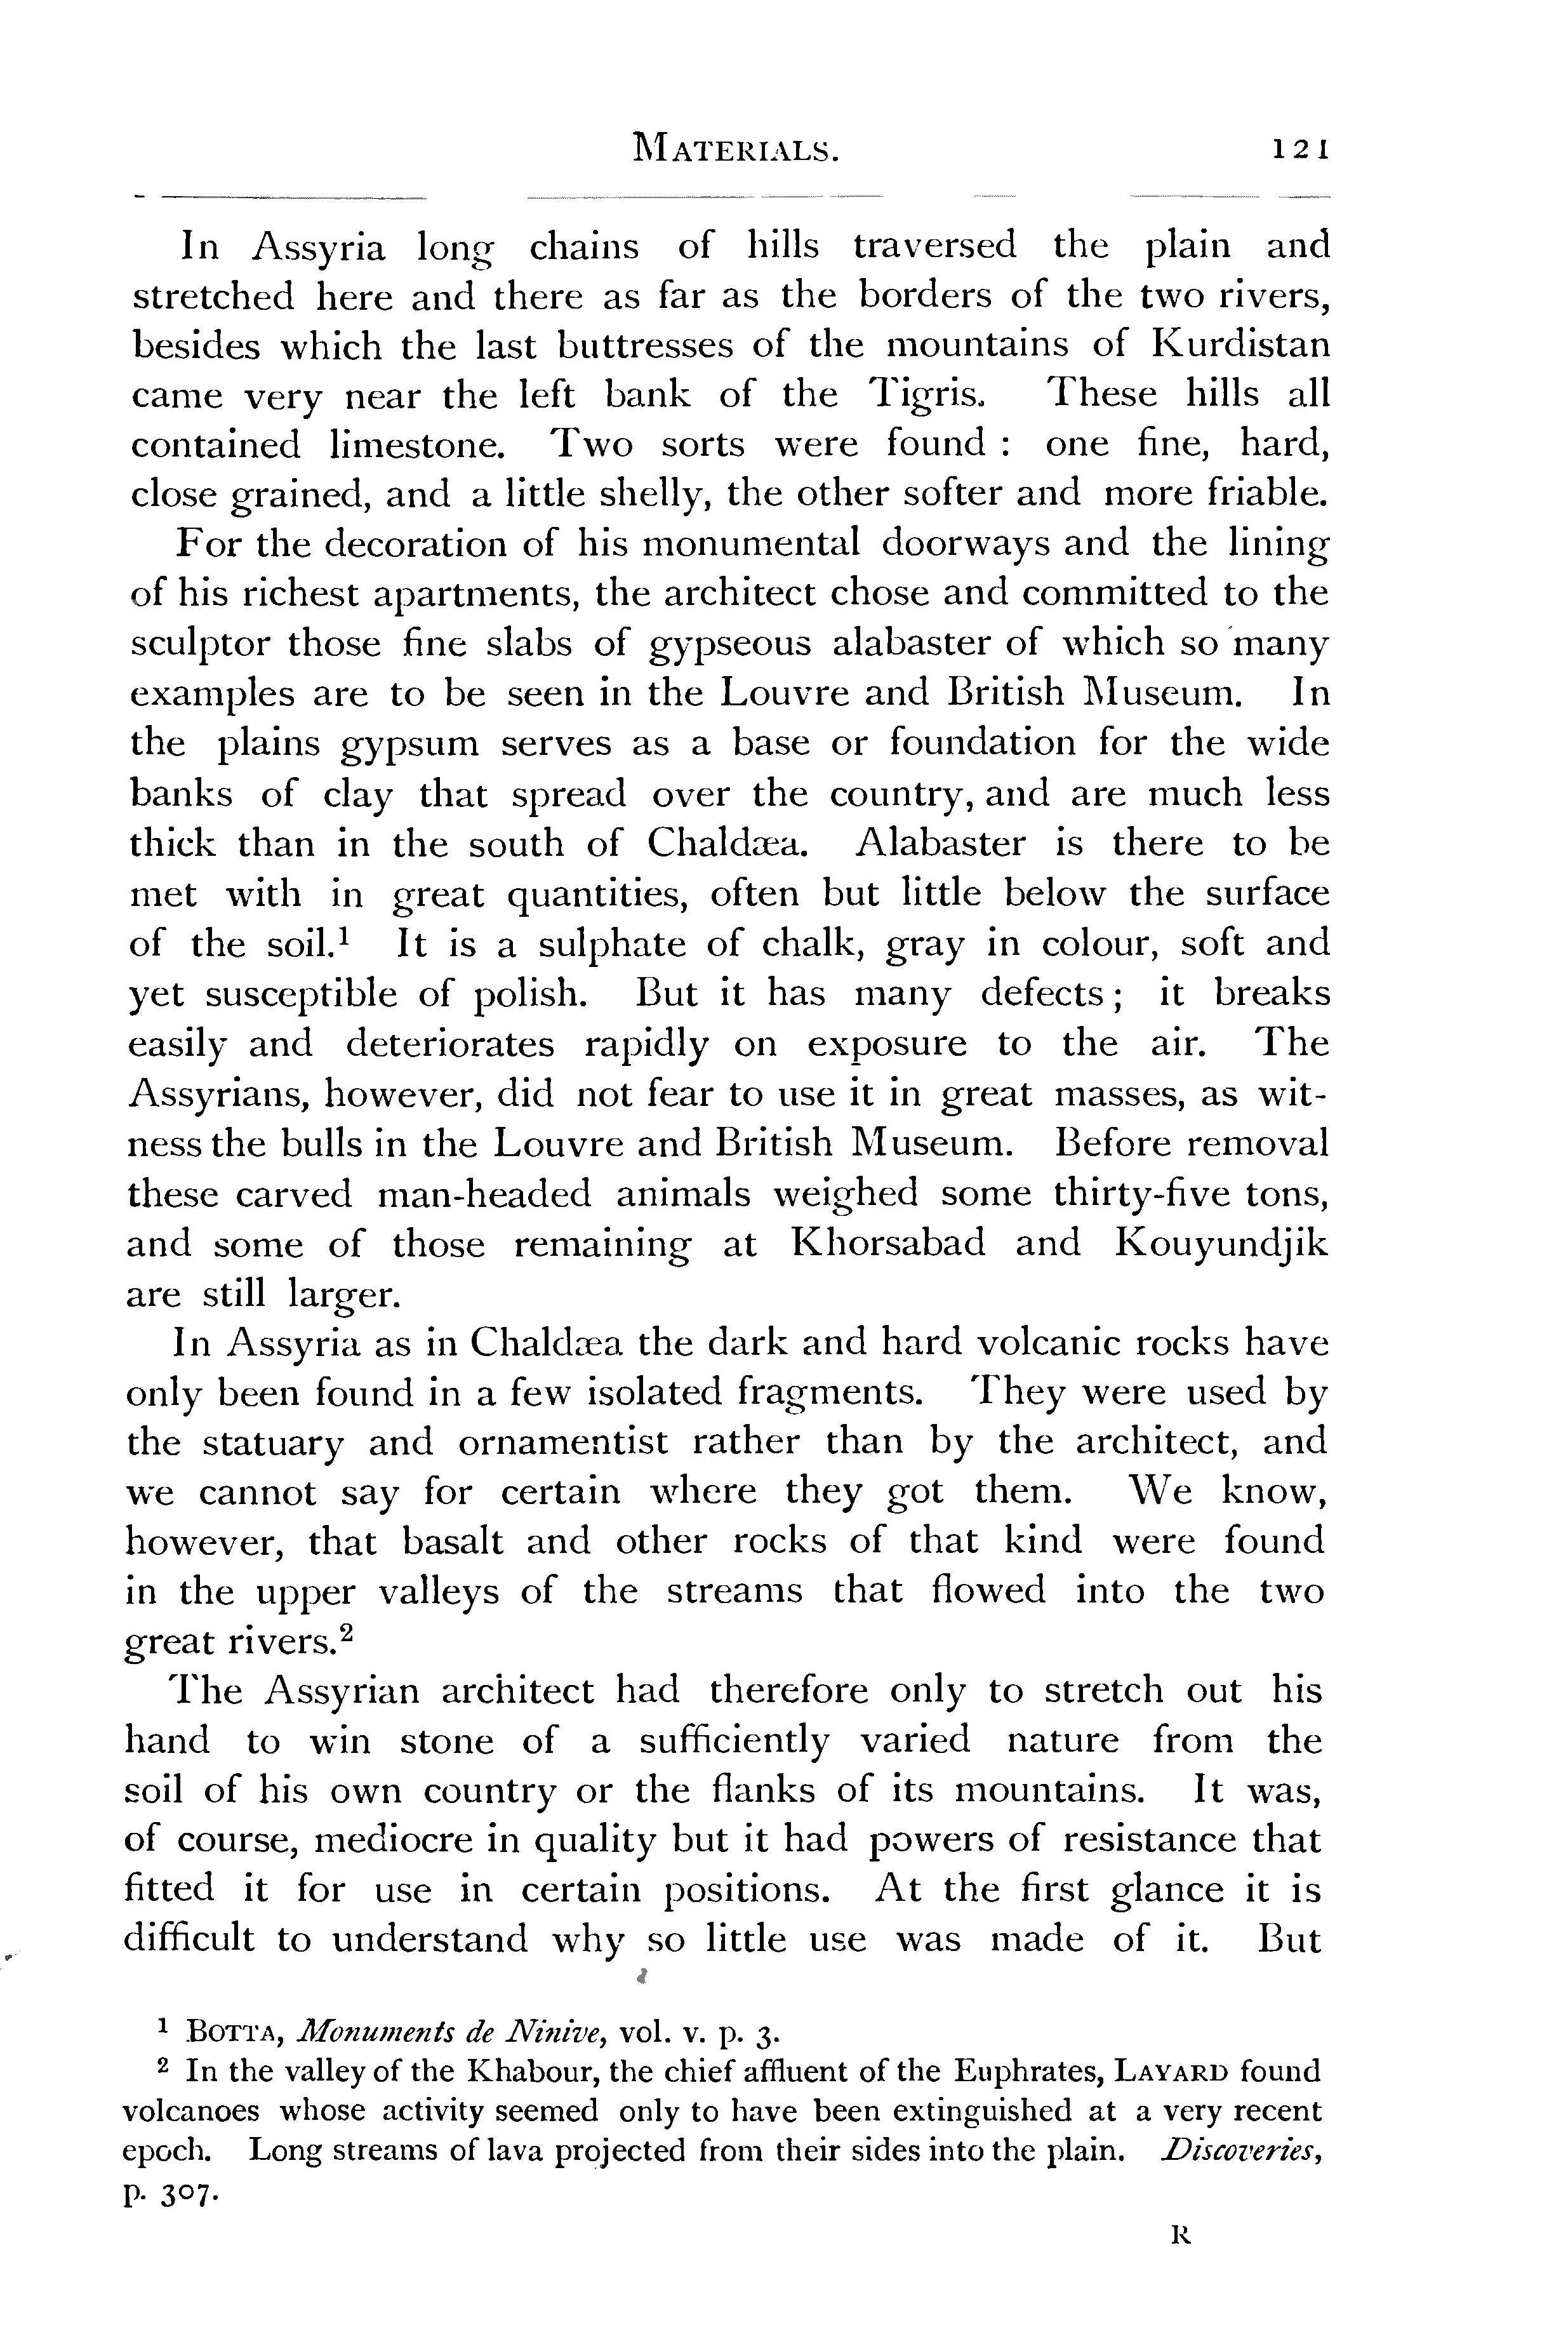 MATERIALS. 121
In Assyria long chains of hills traversed the plain and
stretched here and there as far as the borders of the two rivers,
besides which the last buttresses of the mountains of Kurdistan
came very near the left bank of the Tigris. These hills all
contained limestone. Two sorts were found : one fine, hard,
close grained, and a little shelly, the other softer and more friable.
For the decoration of his monumental doorways and the lining
of his richest apartments, the architect chose and committed to the
sculptor those fine slabs of gypseous alabaster of which so many
examples are to be seen in the Louvre and British Museum. In
the plains gypsum serves as a base or foundation for the wide
banks of clay that spread over the country, and are much less
thick than in the south of Chaldæa. Alabaster is there to be
met with in great quantities, often but little below the surface
of the soil.¹ It is a sulphate of chalk, gray in colour, soft and
yet susceptible of polish. But it has many defects ; it breaks
easily and deteriorates rapidly on exposure to the air. The
Assyrians, however, did not fear to use it in great masses, as wit-
ness the bulls in the Louvre and British Museum. Before removal
these carved man-headed animals weighed some thirty-five tons,
and some of those remaining at Khorsabad and Kouyundjik
are still larger.
In Assyria as in Chaldæa the dark and hard volcanic rocks have
only been found in a few isolated fragments. They were used by
the statuary and ornamentist rather than by the architect, and
we cannot say for certain where they got them. We know,
however, that basalt and other rocks of that kind were found
in the upper valleys of the streams that flowed into the two
great rivers.²
The Assyrian architect had therefore only to stretch out his
hand to win stone of a sufficiently varied nature from the
soil of his own country or the flanks of its mountains. It was,
of course, mediocre in quality but it had powers of resistance that
fitted it for use in certain positions. At the first glance it is
difficult to understand why so little use was made of it. But
¹ BOTTA, Monuments de Ninive, vol. v. p. 3.
² In the valley of the Khabour, the chief affluent of the Euphrates, LAYARD found
volcanoes whose activity seemed only to have been extinguished at a very recent
epoch. Long streams of lava projected from their sides into the plain. Discoveries,
p. 307.
R